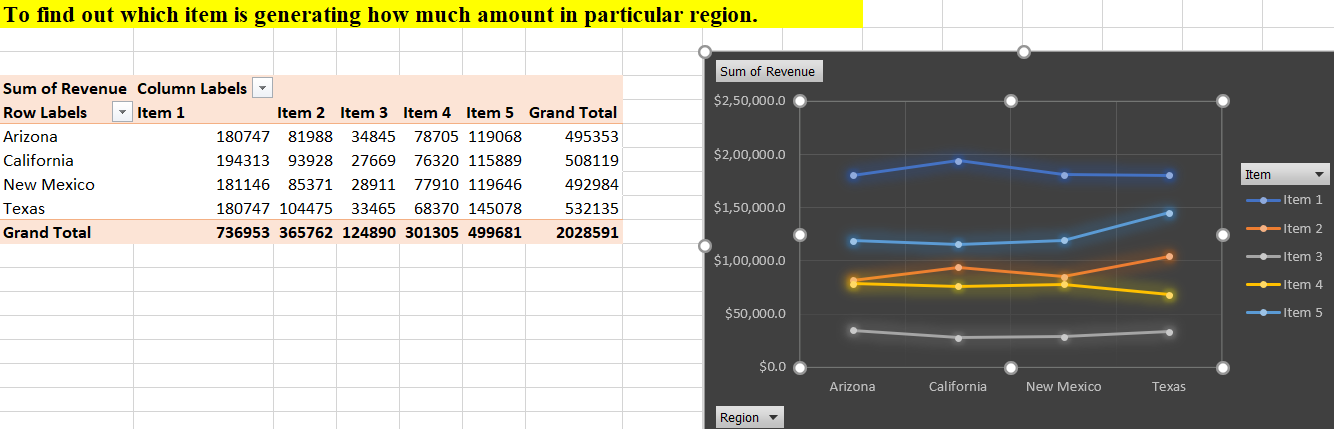 To find out which item is generating how much amount in particular region.
Sum of Revenue Column Labels
Row Labels Item 1 Item 2 Item 3 Item 4 Item 5 Grand Total
Arizona 180747 81988 34845 78705 119068 495353
California 194313 93928 27669 76320 115889 508119
New Mexico 181146 85371 28911 77910 119646 492984
Texas 180747 104475 33465 68370 145078 532135
Grand Total 736953 365762 124890 301305 499681 2028591
Sum of Revenue
$2,50,000.0
$2,00,000.0
$1,50,000.0
$1,00,000.0
$50,000.0
$0.0
Arizona California New Mexico Texas
Item
Item 1
Item 2
Item 3
Item 4
Item 5
Region